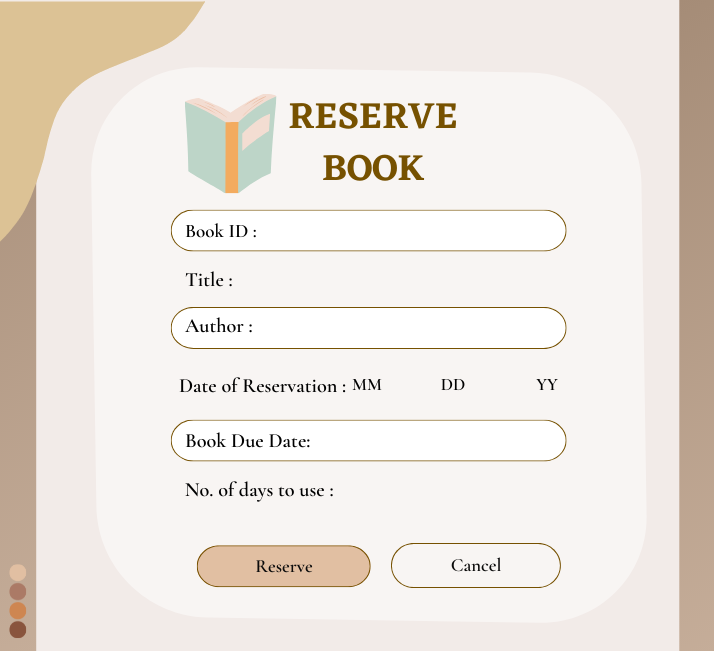 RESERVE
BOOK
Book ID :
Title :
Author :
Date of Reservation : MM DD YY
Book Due Date:
No. of days to use :
Reserve Cancel